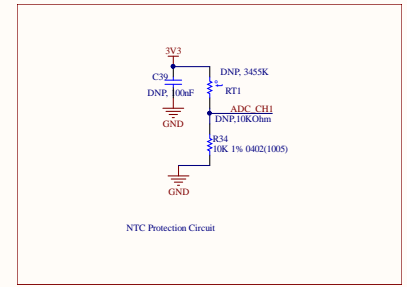 3V3
C39
DNP, 100nF
GND
DNP, 3455K
RT1
ADC_CH1
DNP,10KOhm
R34
10K 1% 0402(1005)
GND
NTC Protection Circuit